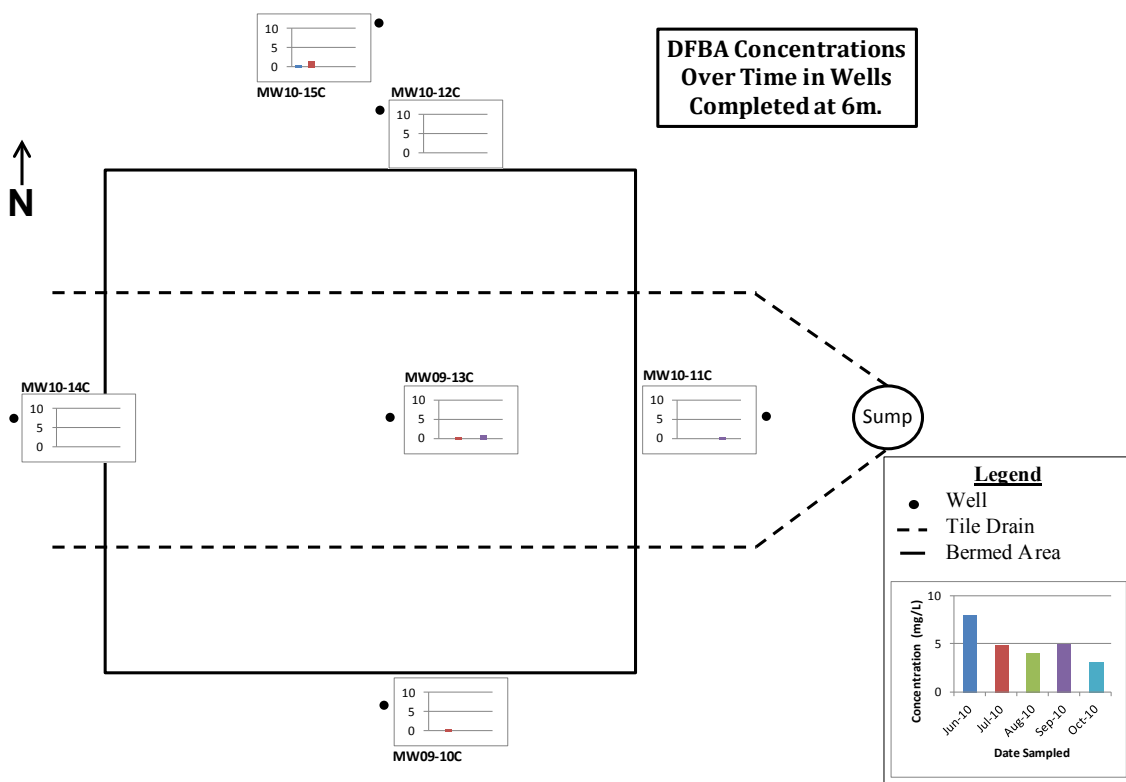 DFBA Concentrations
Over Time in Wells
Completed at 6m.
10
5
0
MW10-15C
MW10-12C
10
5
0
N
MW10-14C
10
5
0
MW09-13C
10
5
0
MW10-11C
10
5
0
Sump
10
5
0
MW09-10C
Legend
Well
Tile Drain
Bermed Area
Concentration (mg/L)
10
5
0
Jun-10 Jul-10 Aug-10 Sep-10 Oct-10
Date Sampled